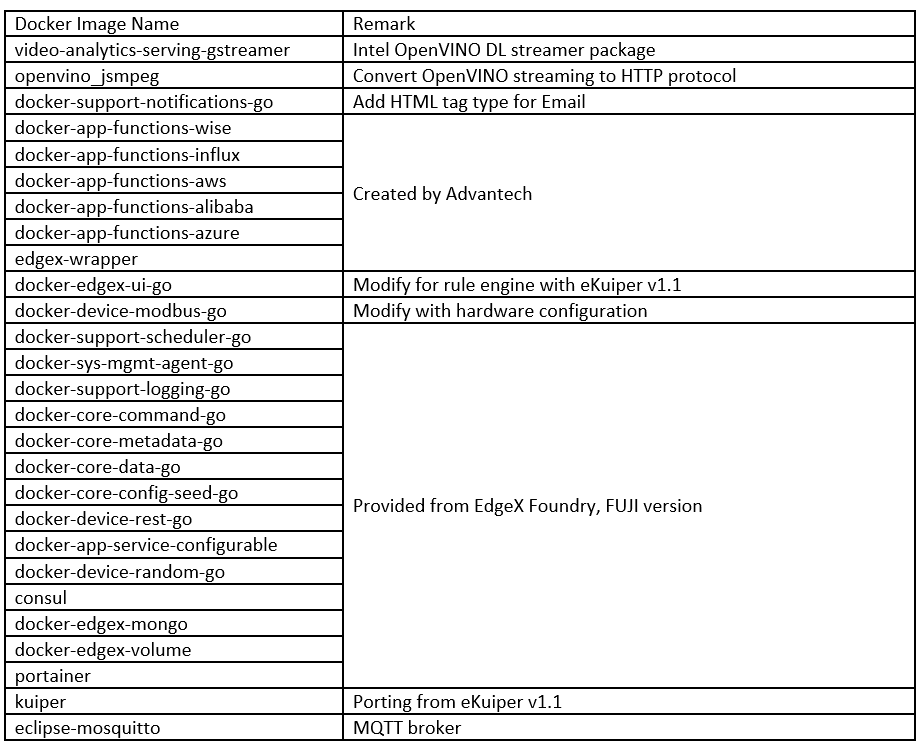 Docker Image Name Remark
video-analytics-serving-gstreamer Intel OpenVINO DL streamer package
openvino_jsmpeg Convert OpenVINO streaming to HTTP protocol
docker-support-notifications-go Add HTML tag type for Email
docker-app-functions-wise
docker-app-functions-influx
docker-app-functions-aws
Created by Advantech
docker-app-functions-alibaba
docker-app-functions-azure
edgex-wrapper
docker-edgex-ui-go Modify for rule engine with eKuiper v1.1
docker-device-modbus-go Modify with hardware configuration
docker-support-scheduler-go
docker-sys-mgmt-agent-go
docker-support-logging-go
docker-core-command-go
docker-core-metadata-go
docker-core-data-go
docker-core-config-seed-go
Provided from EdgeX Foundry, FUJI version
docker-device-rest-go
docker-app-service-configurable
docker-device-random-go
consul
docker-edgex-mongo
docker-edgex-volume
portainer
kuiper Porting from eKuiper v1.1
eclipse-mosquitto MQTT broker